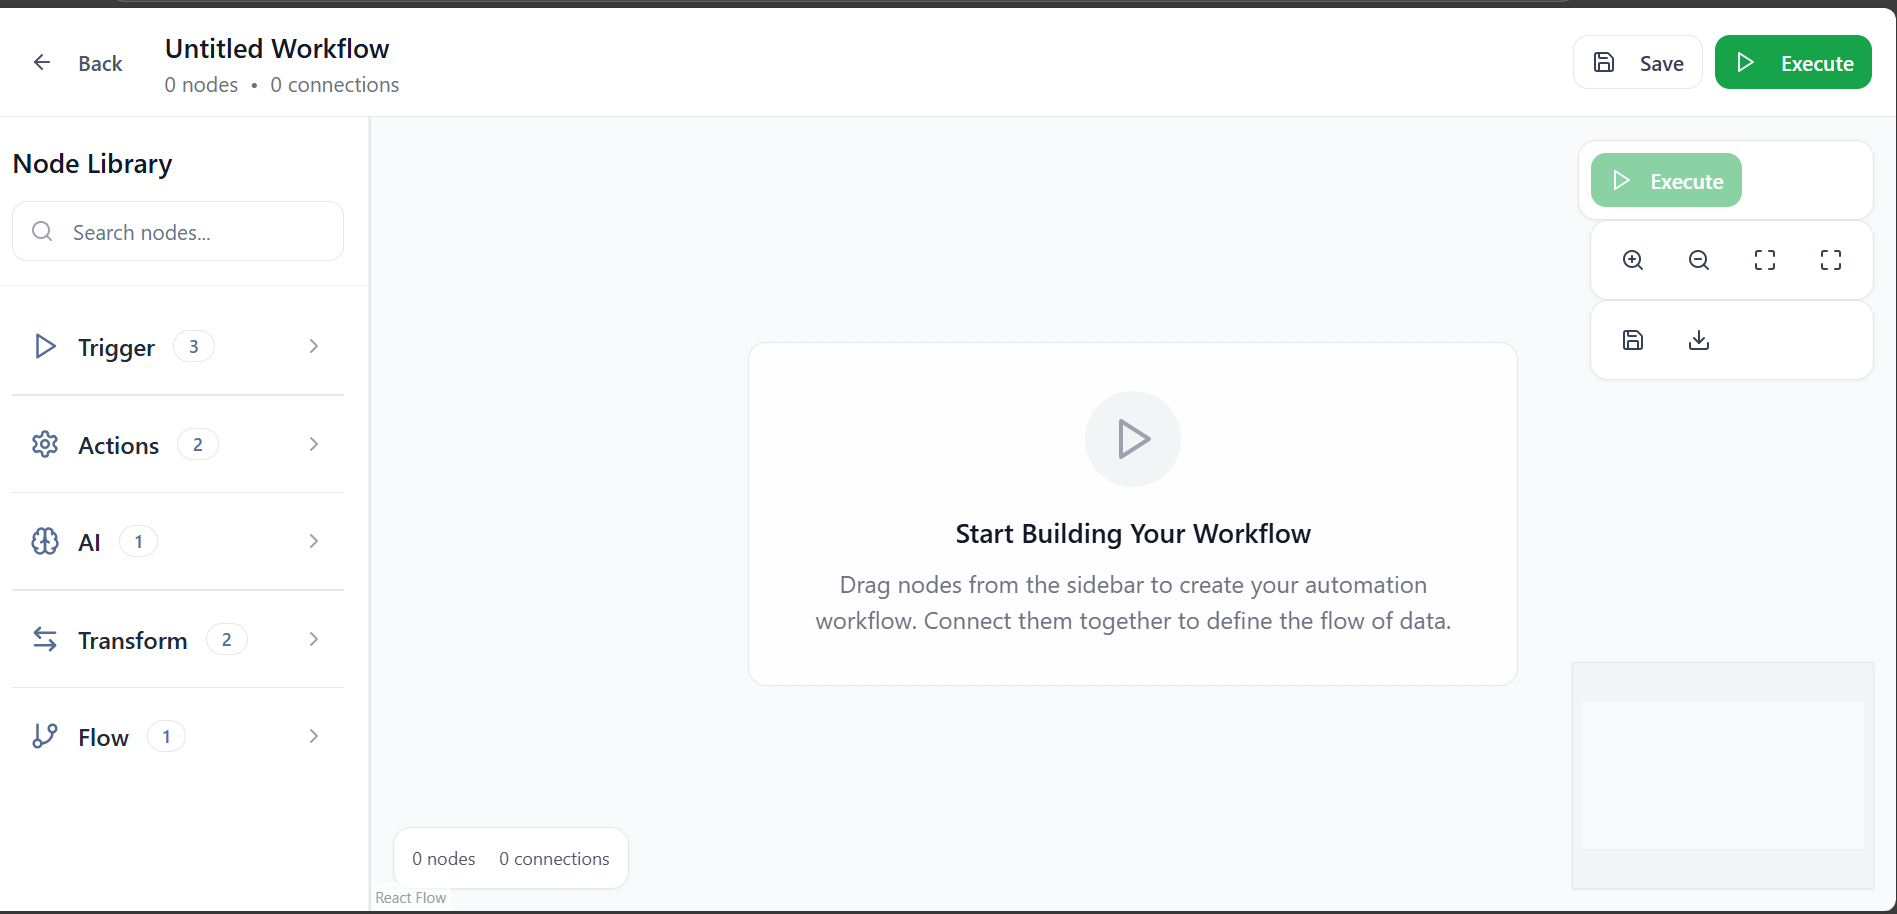 Back
Untitled Workflow
0 nodes • 0 connections
Save
Execute
Node Library
Search nodes...
Trigger 3
Actions 2
AI 1
Transform 2
Flow 1
Execute
Start Building Your Workflow
Drag nodes from the sidebar to create your automation
workflow. Connect them together to define the flow of data.
0 nodes 0 connections
React Flow